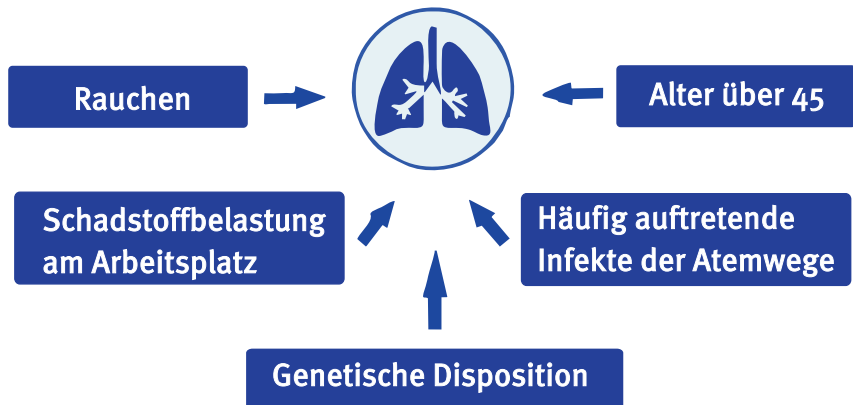 Rauchen
Alter über 45
Schadstoffbelastung
am Arbeitsplatz
Häufig auftretende
Infekte der Atemwege
Genetische Disposition